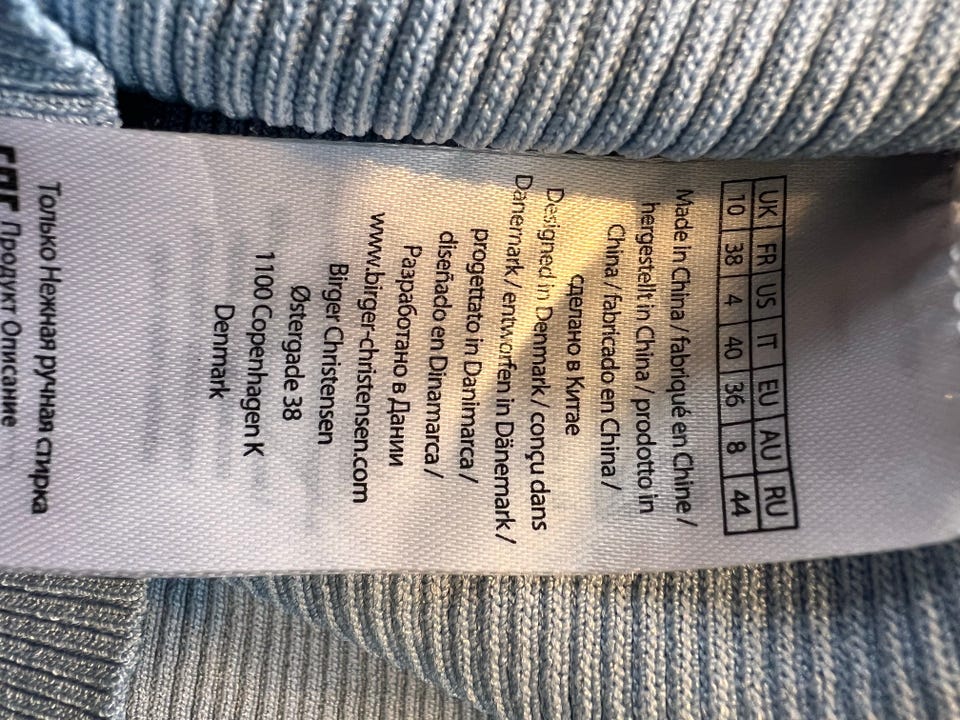 UK FR US IT EU AU RU
10 38 4 40 36 8 44
Made in China / fabriqué en Chine /
hergestellt in China / prodotto in
China / fabricado en China /
сделано в Китае
Designed in Denmark / conçu dans
Danemark / entworfen in Dänemark /
progettato in Danimarca /
diseñado en Dinamarca /
Разработано в Дании
www.birger-christensen.com
Birger Christensen
Østergade 38
1100 Copenhagen K
Denmark
Только Нежная ручная стирка
Продукт Описание